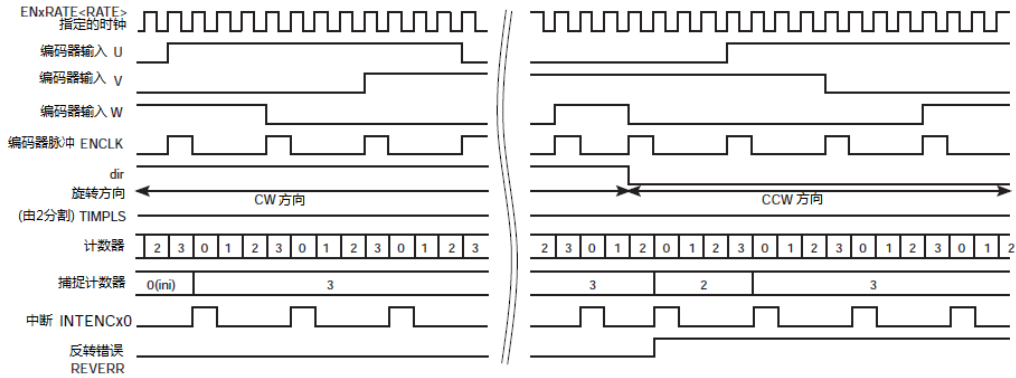 ENxRATE<RATE>
指定的时钟
编码器输入 U
编码器输入 V
编码器输入 W
编码器脉冲 ENCLK
dir
旋转方向
CW 方向
CCW 方向
(由2分割) TIMPLS
计数器
2 3 0 1 2 3 0 1 2 3 0 1 2 3
2 3 0 1 2 0 1 2 3 0 1 2 3 0 1 2 3 0 1 2
捕捉计数器
0(ini) 3
3 2 3
中断 INTENCx0
反转错误
REVERR